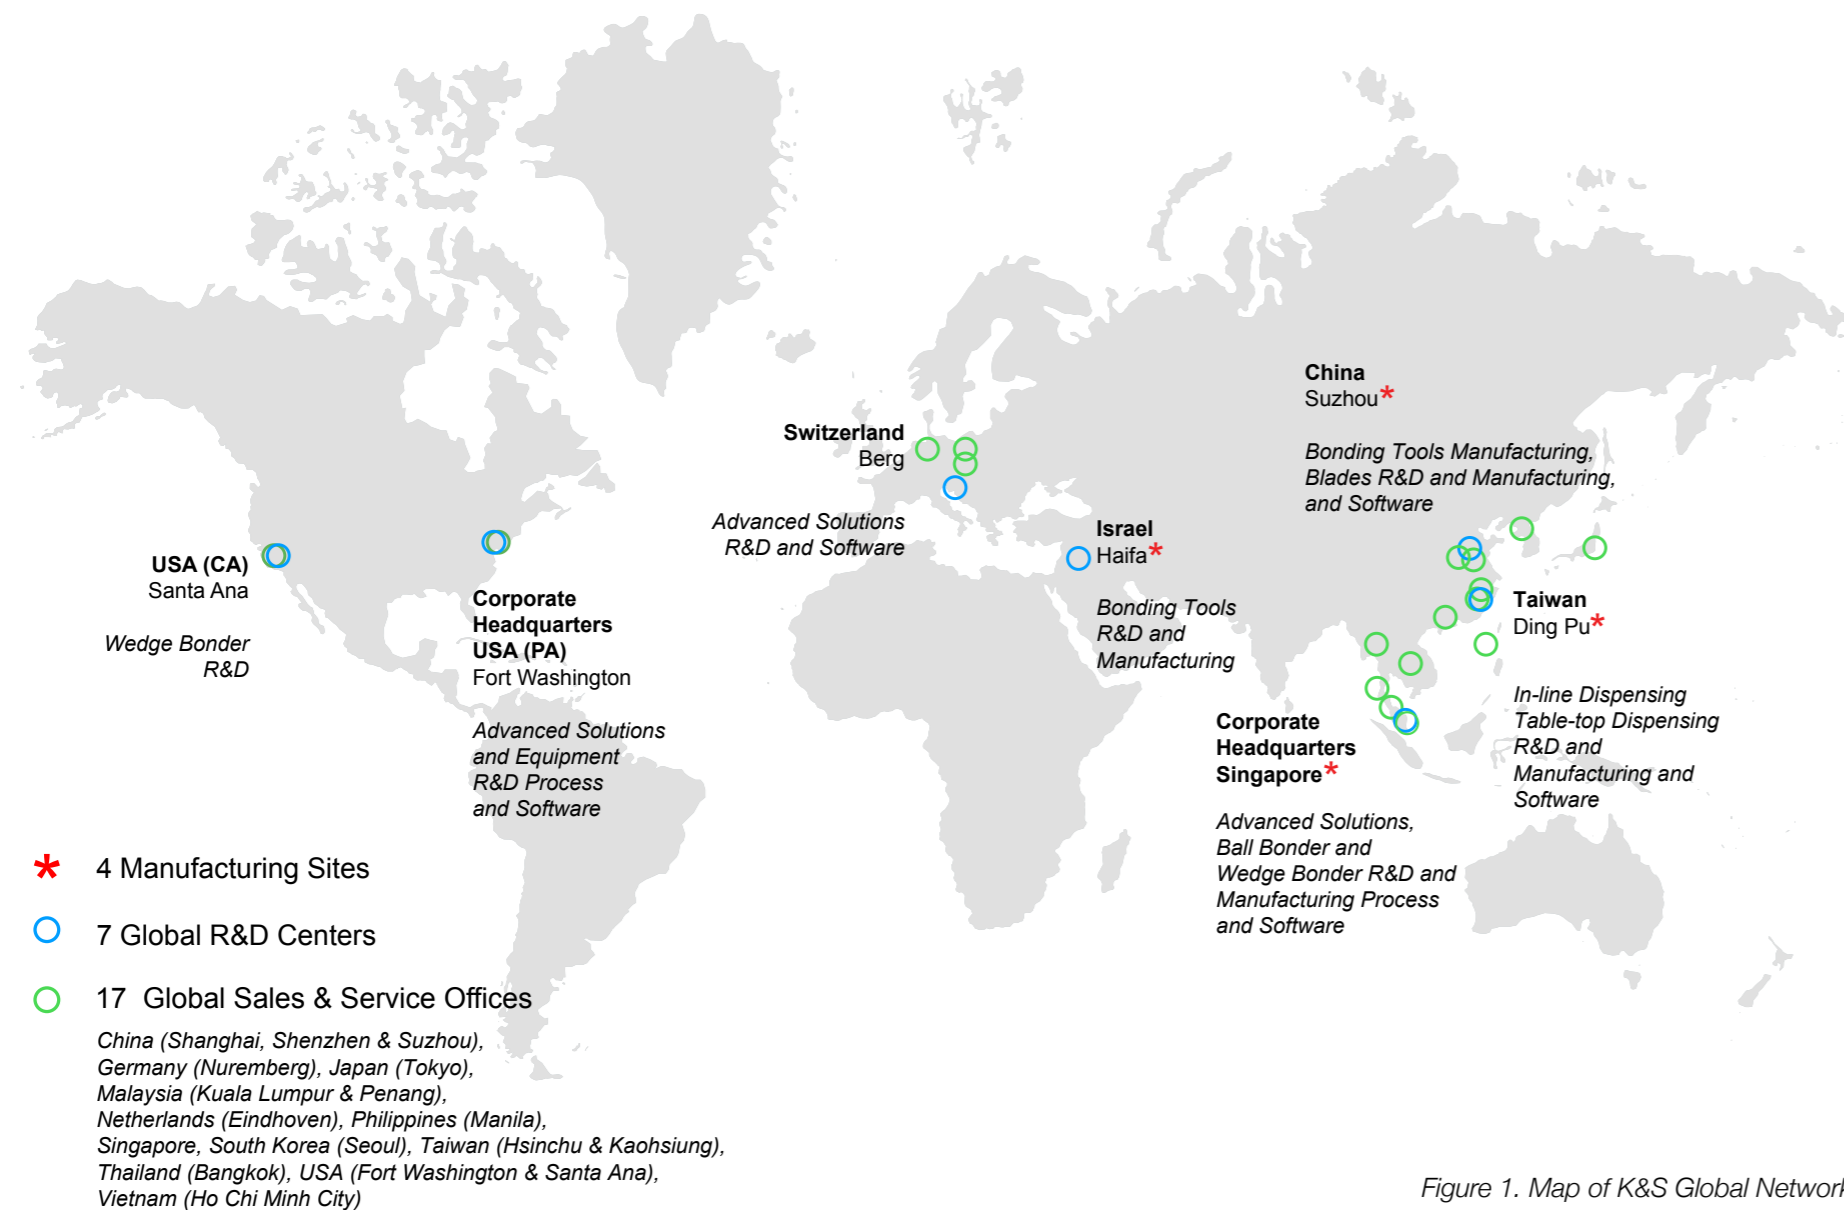 China
Suzhou*
Bonding Tools Manufacturing,
Blades R&D and Manufacturing,
and Software
Switzerland
Berg
Advanced Solutions
R&D and Software
Israel
Haifa*
Bonding Tools
R&D and
Manufacturing
USA (CA)
Santa Ana
Wedge Bonder
R&D
Corporate
Headquarters
USA (PA)
Fort Washington
Advanced Solutions
and Equipment
R&D Process
and Software
Taiwan
Ding Pu*
In-line Dispensing
Table-top Dispensing
R&D and
Manufacturing and
Software
Corporate
Headquarters
Singapore*
Advanced Solutions,
Ball Bonder and
Wedge Bonder R&D and
Manufacturing Process
and Software
* 4 Manufacturing Sites
7 Global R&D Centers
17 Global Sales & Service Offices
China (Shanghai, Shenzhen & Suzhou),
Germany (Nuremberg), Japan (Tokyo),
Malaysia (Kuala Lumpur & Penang),
Netherlands (Eindhoven), Philippines (Manila),
Singapore, South Korea (Seoul), Taiwan (Hsinchu & Kaohsiung),
Thailand (Bangkok), USA (Fort Washington & Santa Ana),
Vietnam (Ho Chi Minh City)
Figure 1. Map of K&S Global Network